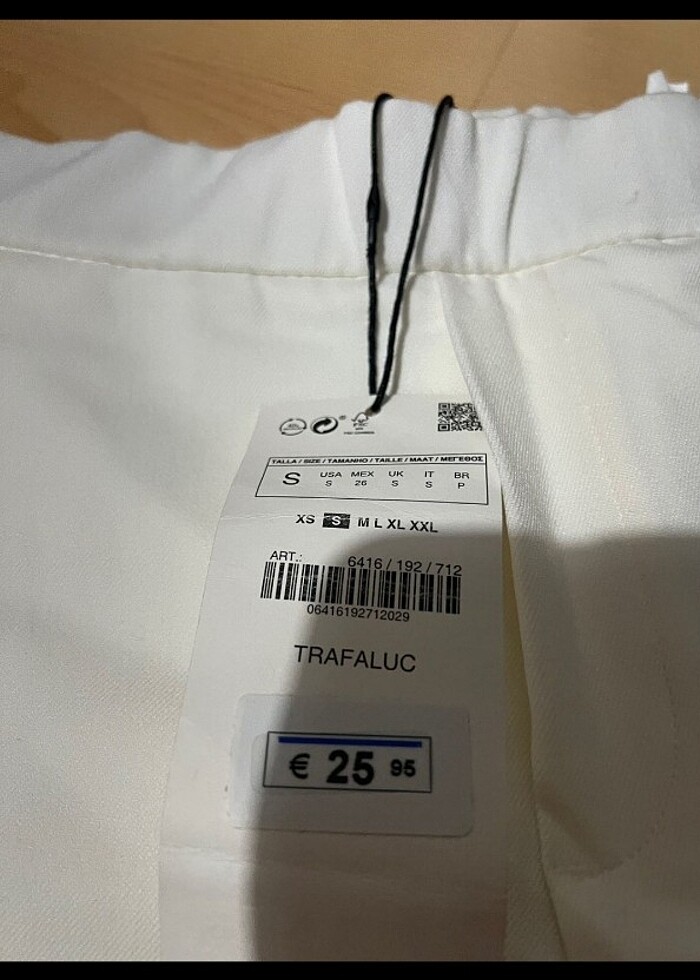 FSC
TALLA / SIZE / TAMANHO / TAILLE / MAAT / ΜΕΓΕΘΟΣ
S USA MEX UK IT BR
S 26 S S P
XS S M L XL XXL
ART.: 6416 / 192 / 712
06416192712029
TRAFALUC
€ 25 95